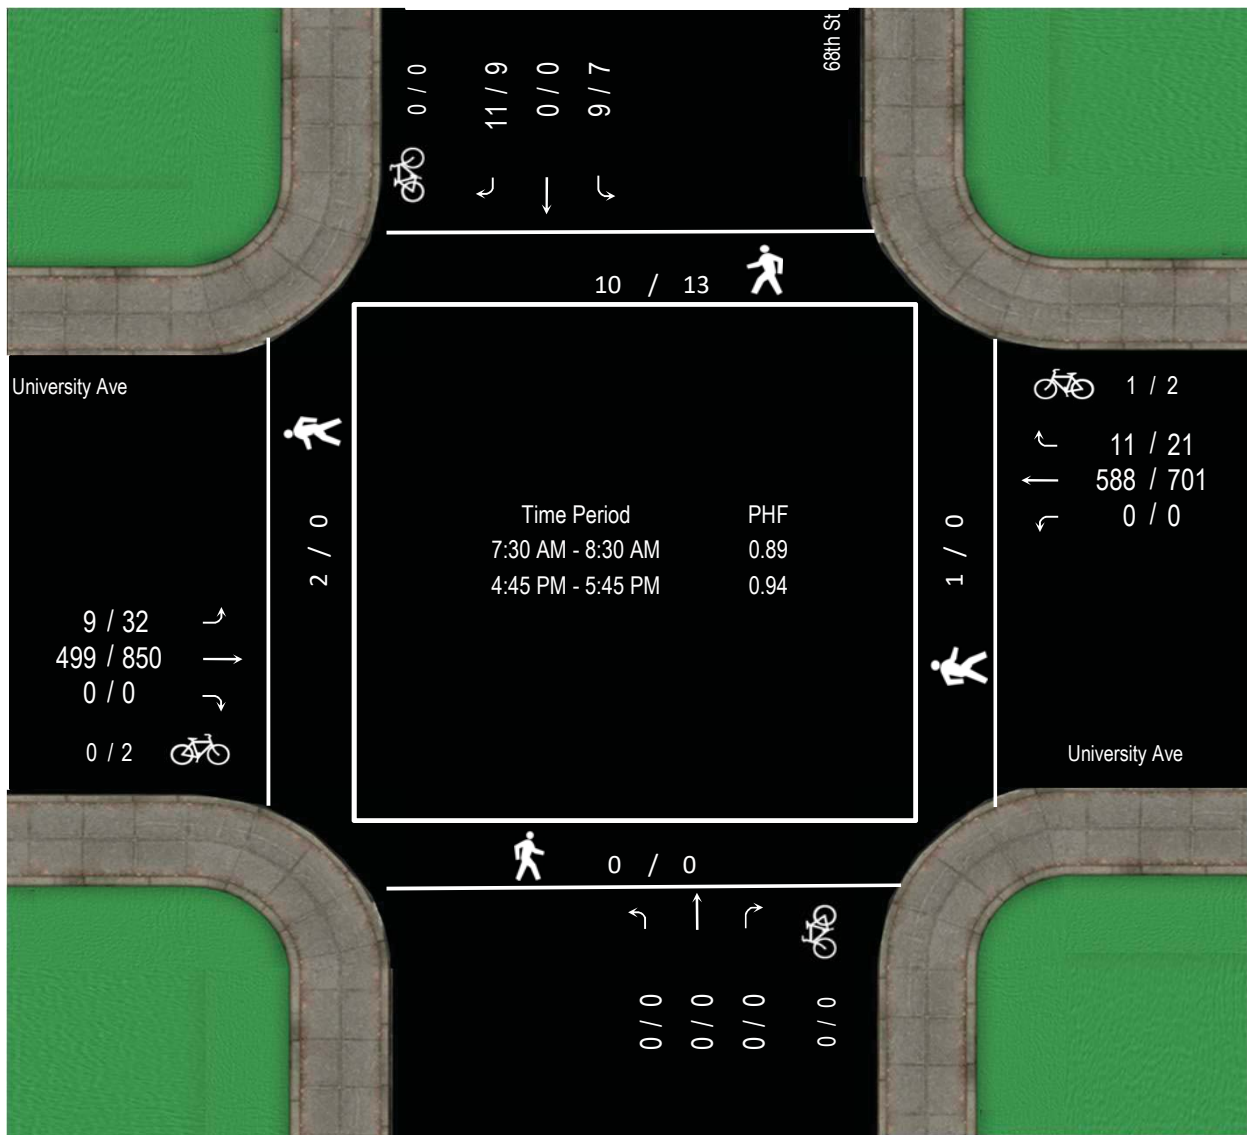 68th St
0 / 0
11 / 9
0 / 0
9 / 7
10 / 13
University Ave
1 / 2
11 / 21
588 / 701
0 / 0
2 / 0
Time Period PHF
7:30 AM - 8:30 AM 0.89
4:45 PM - 5:45 PM 0.94
1 / 0
9 / 32
499 / 850
0 / 0
0 / 2
University Ave
0 / 0
0 / 0
0 / 0
0 / 0
0 / 0